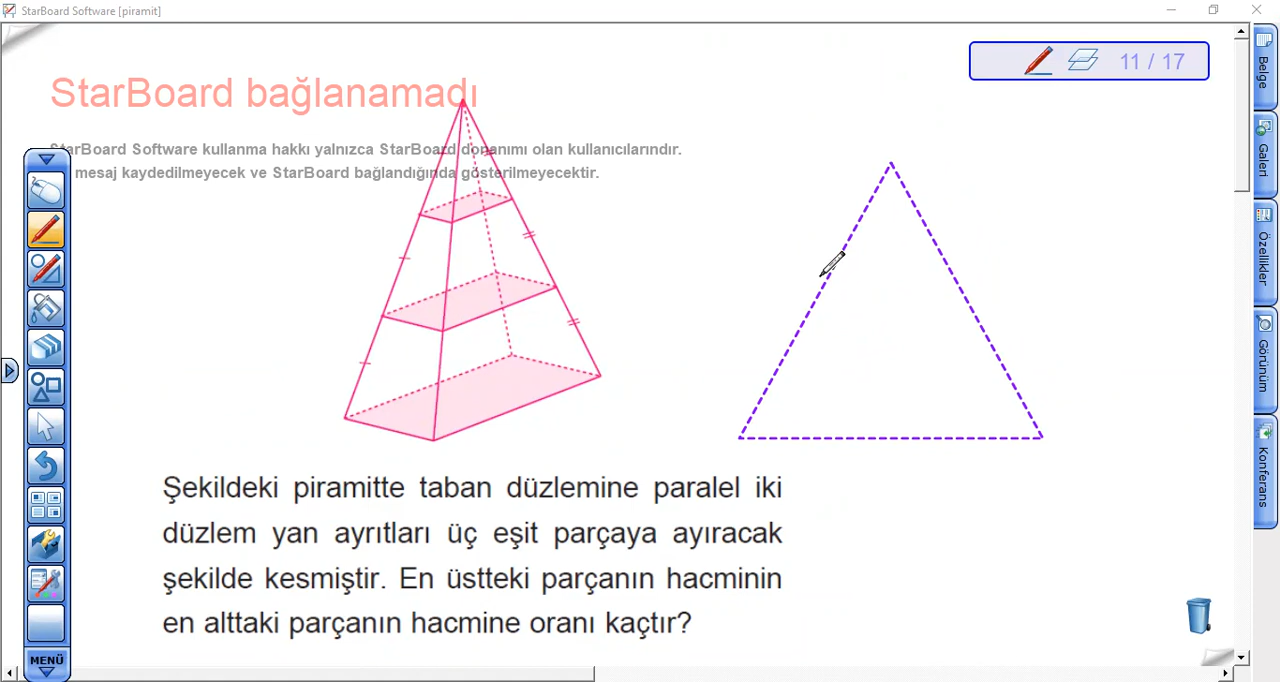 StarBoard Software [piramit]
11 / 17
StarBoard bağlanamadı
StarBoard Software kullanma hakkı yalnızca StarBoard donanımı olan kullanıcılarındır.
mesaj kaydedilmeyecek ve StarBoard bağlandığında gösterilmeyecektir.
Şekildeki piramitte taban düzlemine paralel iki
düzlem yan ayrıtları üç eşit parçaya ayıracak
şekilde kesmiştir. En üstteki parçanın hacminin
en alttaki parçanın hacmine oranı kaçtır?
MENÜ
Belge
Galeri
Özellikler
Görünüm
Konferans